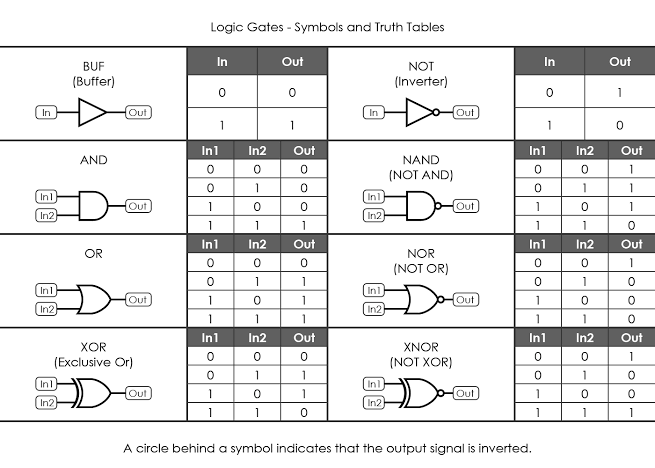 Logic Gates - Symbols and Truth Tables
BUF
(Buffer)
In
Out
In Out
0 0
1 1
NOT
(Inverter)
In
Out
In Out
0 1
1 0
AND
In1
In2
Out
In1 In2 Out
0 0 0
0 1 0
1 0 0
1 1 1
NAND
(NOT AND)
In1
In2
Out
In1 In2 Out
0 0 1
0 1 1
1 0 1
1 1 0
OR
In1
In2
Out
In1 In2 Out
0 0 0
0 1 1
1 0 1
1 1 1
NOR
(NOT OR)
In1
In2
Out
In1 In2 Out
0 0 1
0 1 0
1 0 0
1 1 0
XOR
(Exclusive Or)
In1
In2
Out
In1 In2 Out
0 0 0
0 1 1
1 0 1
1 1 0
XNOR
(NOT XOR)
In1
In2
Out
In1 In2 Out
0 0 1
0 1 0
1 0 0
1 1 1
A circle behind a symbol indicates that the output signal is inverted.